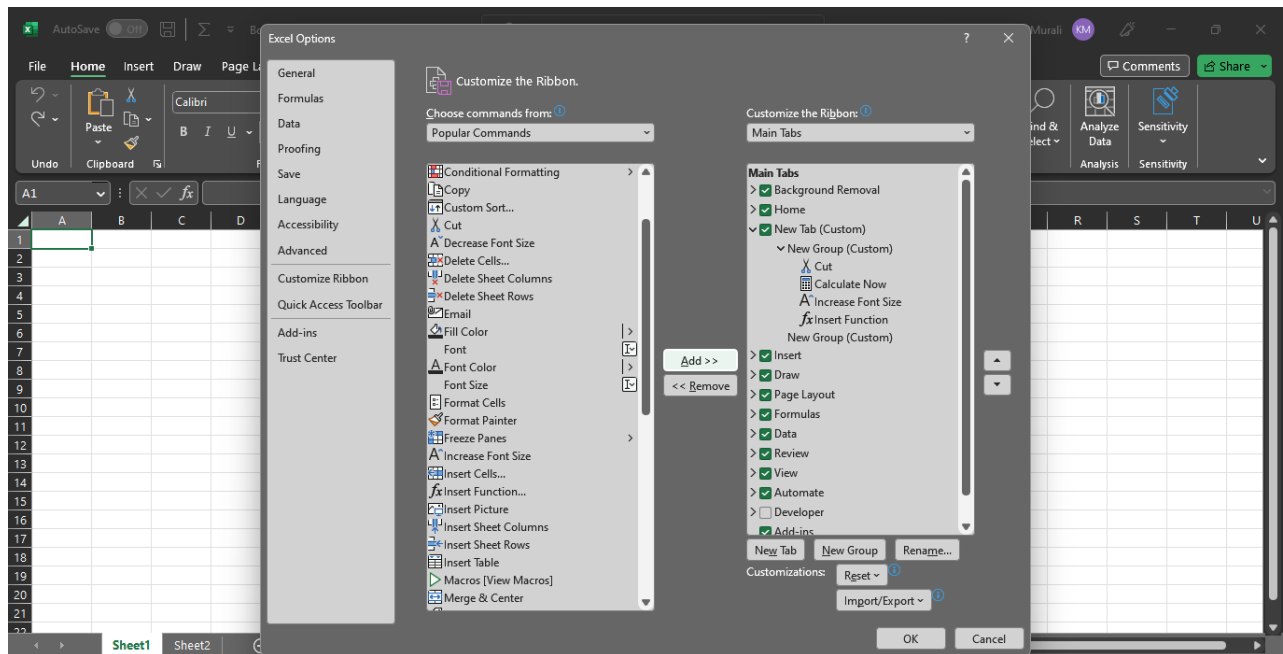 AutoSave Off
Excel Options
?
Murali KM
File Home Insert Draw Page La
Comments Share
Calibri
Paste
B I U
Undo Clipboard
Analyze Data
Sensitivity
Analysis Sensitivity
A1
fx
A B C D R S T U
1
2
3
4
5
6
7
8
9
10
11
12
13
14
15
16
17
18
19
20
21
22
General
Formulas
Data
Proofing
Save
Language
Accessibility
Advanced
Customize Ribbon
Quick Access Toolbar
Add-ins
Trust Center
Customize the Ribbon.
Choose commands from:
Popular Commands
Conditional Formatting
Copy
Custom Sort...
Cut
Decrease Font Size
Delete Cells...
Delete Sheet Columns
Delete Sheet Rows
Email
Fill Color
Font
Font Color
Font Size
Format Cells
Format Painter
Freeze Panes
Increase Font Size
Insert Cells...
Insert Function...
Insert Picture
Insert Sheet Columns
Insert Sheet Rows
Insert Table
Macros [View Macros]
Merge & Center
Add >>
<< Remove
Customize the Ribbon:
Main Tabs
Main Tabs
Background Removal
Home
New Tab (Custom)
New Group (Custom)
Cut
Calculate Now
Increase Font Size
Insert Function
New Group (Custom)
Insert
Draw
Page Layout
Formulas
Data
Review
View
Automate
Developer
Add-ins
New Tab New Group Rename...
Customizations: Reset
Import/Export
OK Cancel
Sheet1 Sheet2